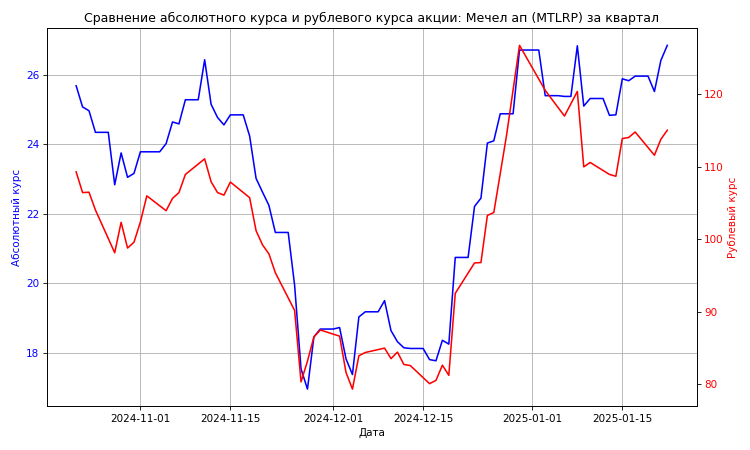 Сравнение абсолютного курса и рублевого курса акции: Мечел ап (MTLRP) за квартал
Абсолютный курс
26
24
22
20
18
120
110
100
90
80
Рублевый курс
2024-11-01 2024-11-15 2024-12-01 2024-12-15 2025-01-01 2025-01-15
Дата